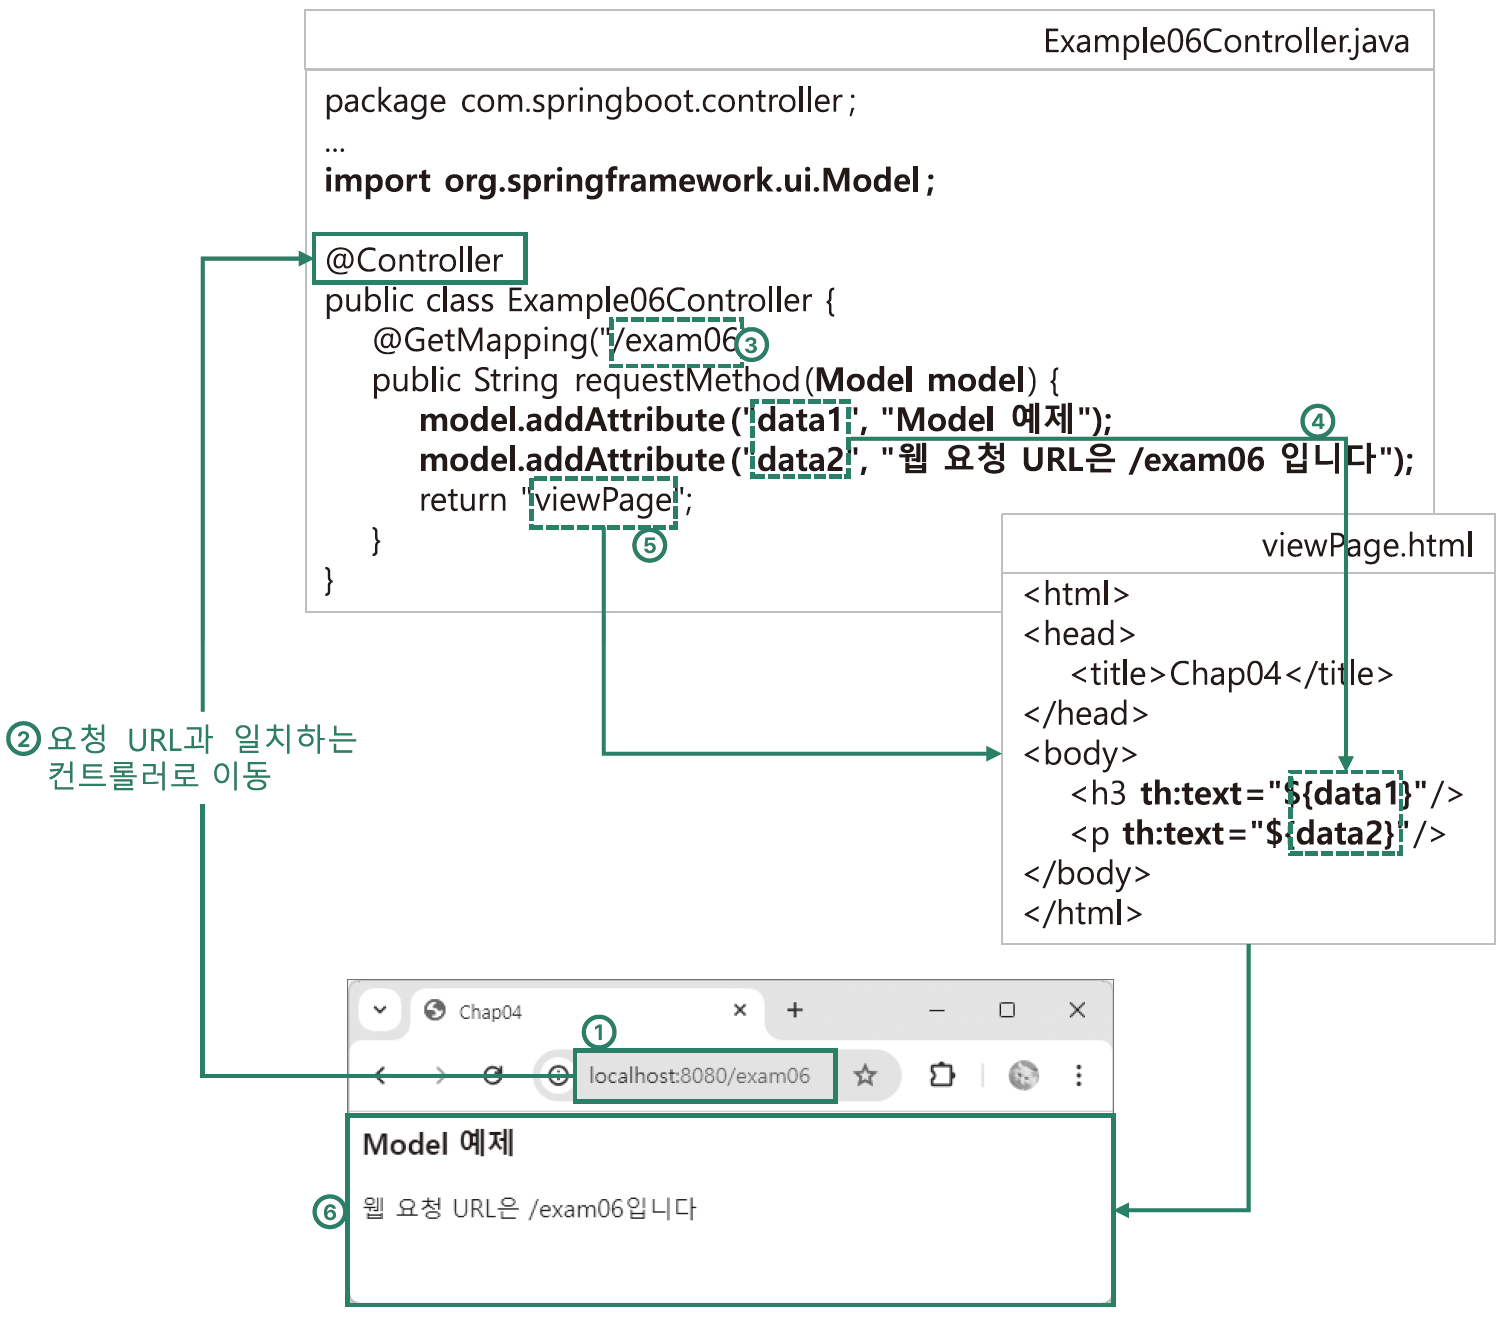 Example06Controller.java
package com.springboot.controller;
...
import org.springframework.ui.Model;
@Controller
public class Example06Controller {
@GetMapping("/exam06
③
public String requestMethod(Model model) {
model.addAttribute("data1", "Model 예제");
④
model.addAttribute("data2", "웹 요청 URL은 /exam06 입니다");
return "viewPage";
}
⑤
}
viewPage.html
<html>
<head>
<title>Chap04</title>
</head>
<body>
<h3 th:text="${data1}"/>
<p th:text="${data2}"/>
</body>
</html>
② 요청 URL과 일치하는
컨트롤러로 이동
Chap04
①
localhost:8080/exam06
Model 예제
⑥
웹 요청 URL은 /exam06입니다